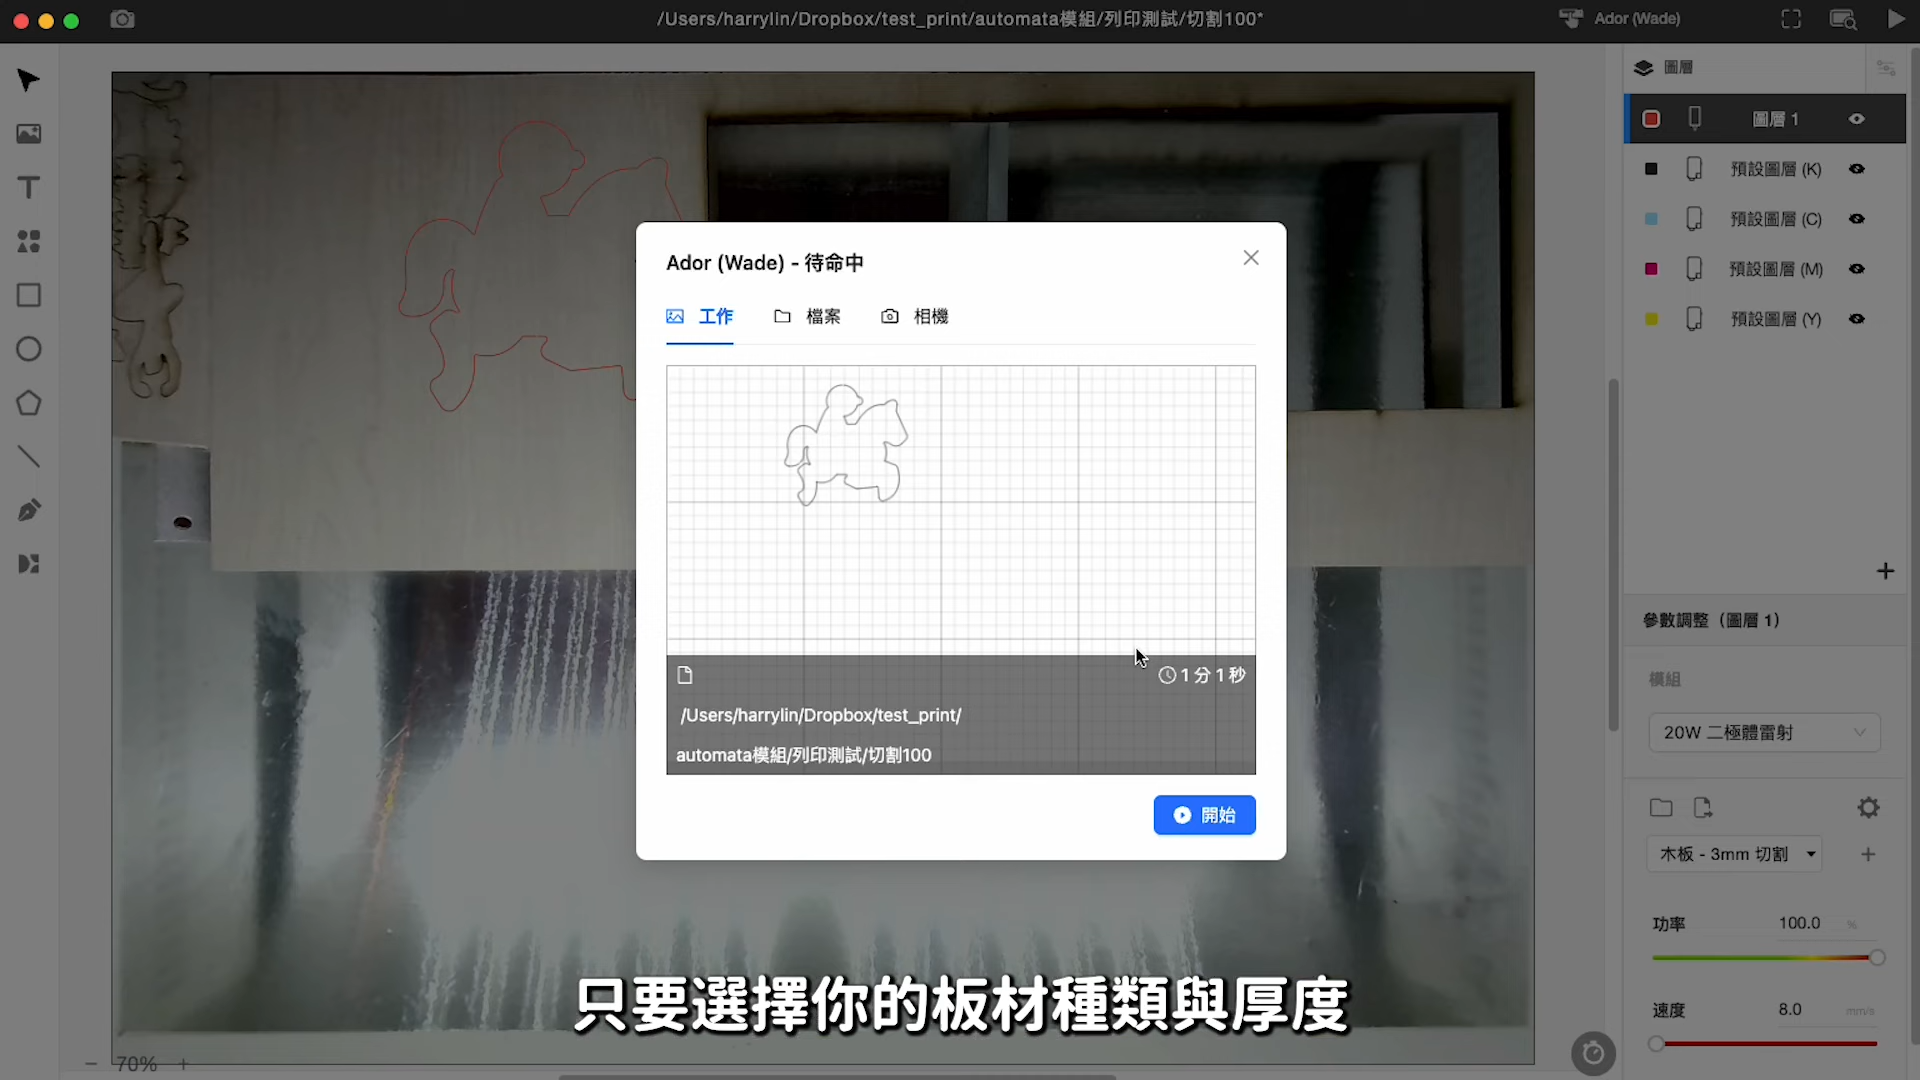 /Users/harrylin/Dropbox/test_print/automata模組/列印測試/切割100*
Ador (Wade)
圖層
圖層 1
預設圖層 (K)
預設圖層 (C)
預設圖層 (M)
預設圖層 (Y)
Ador (Wade) - 待命中
工作
檔案
相機
1 分 1 秒
/Users/harrylin/Dropbox/test_print/
automata模組/列印測試/切割100
開始
參數調整（圖層 1）
模組
20W 二極體雷射
木板 - 3mm 切割
功率 100.0 %
速度 8.0 mm/s
70%
只要選擇你的板材種類與厚度